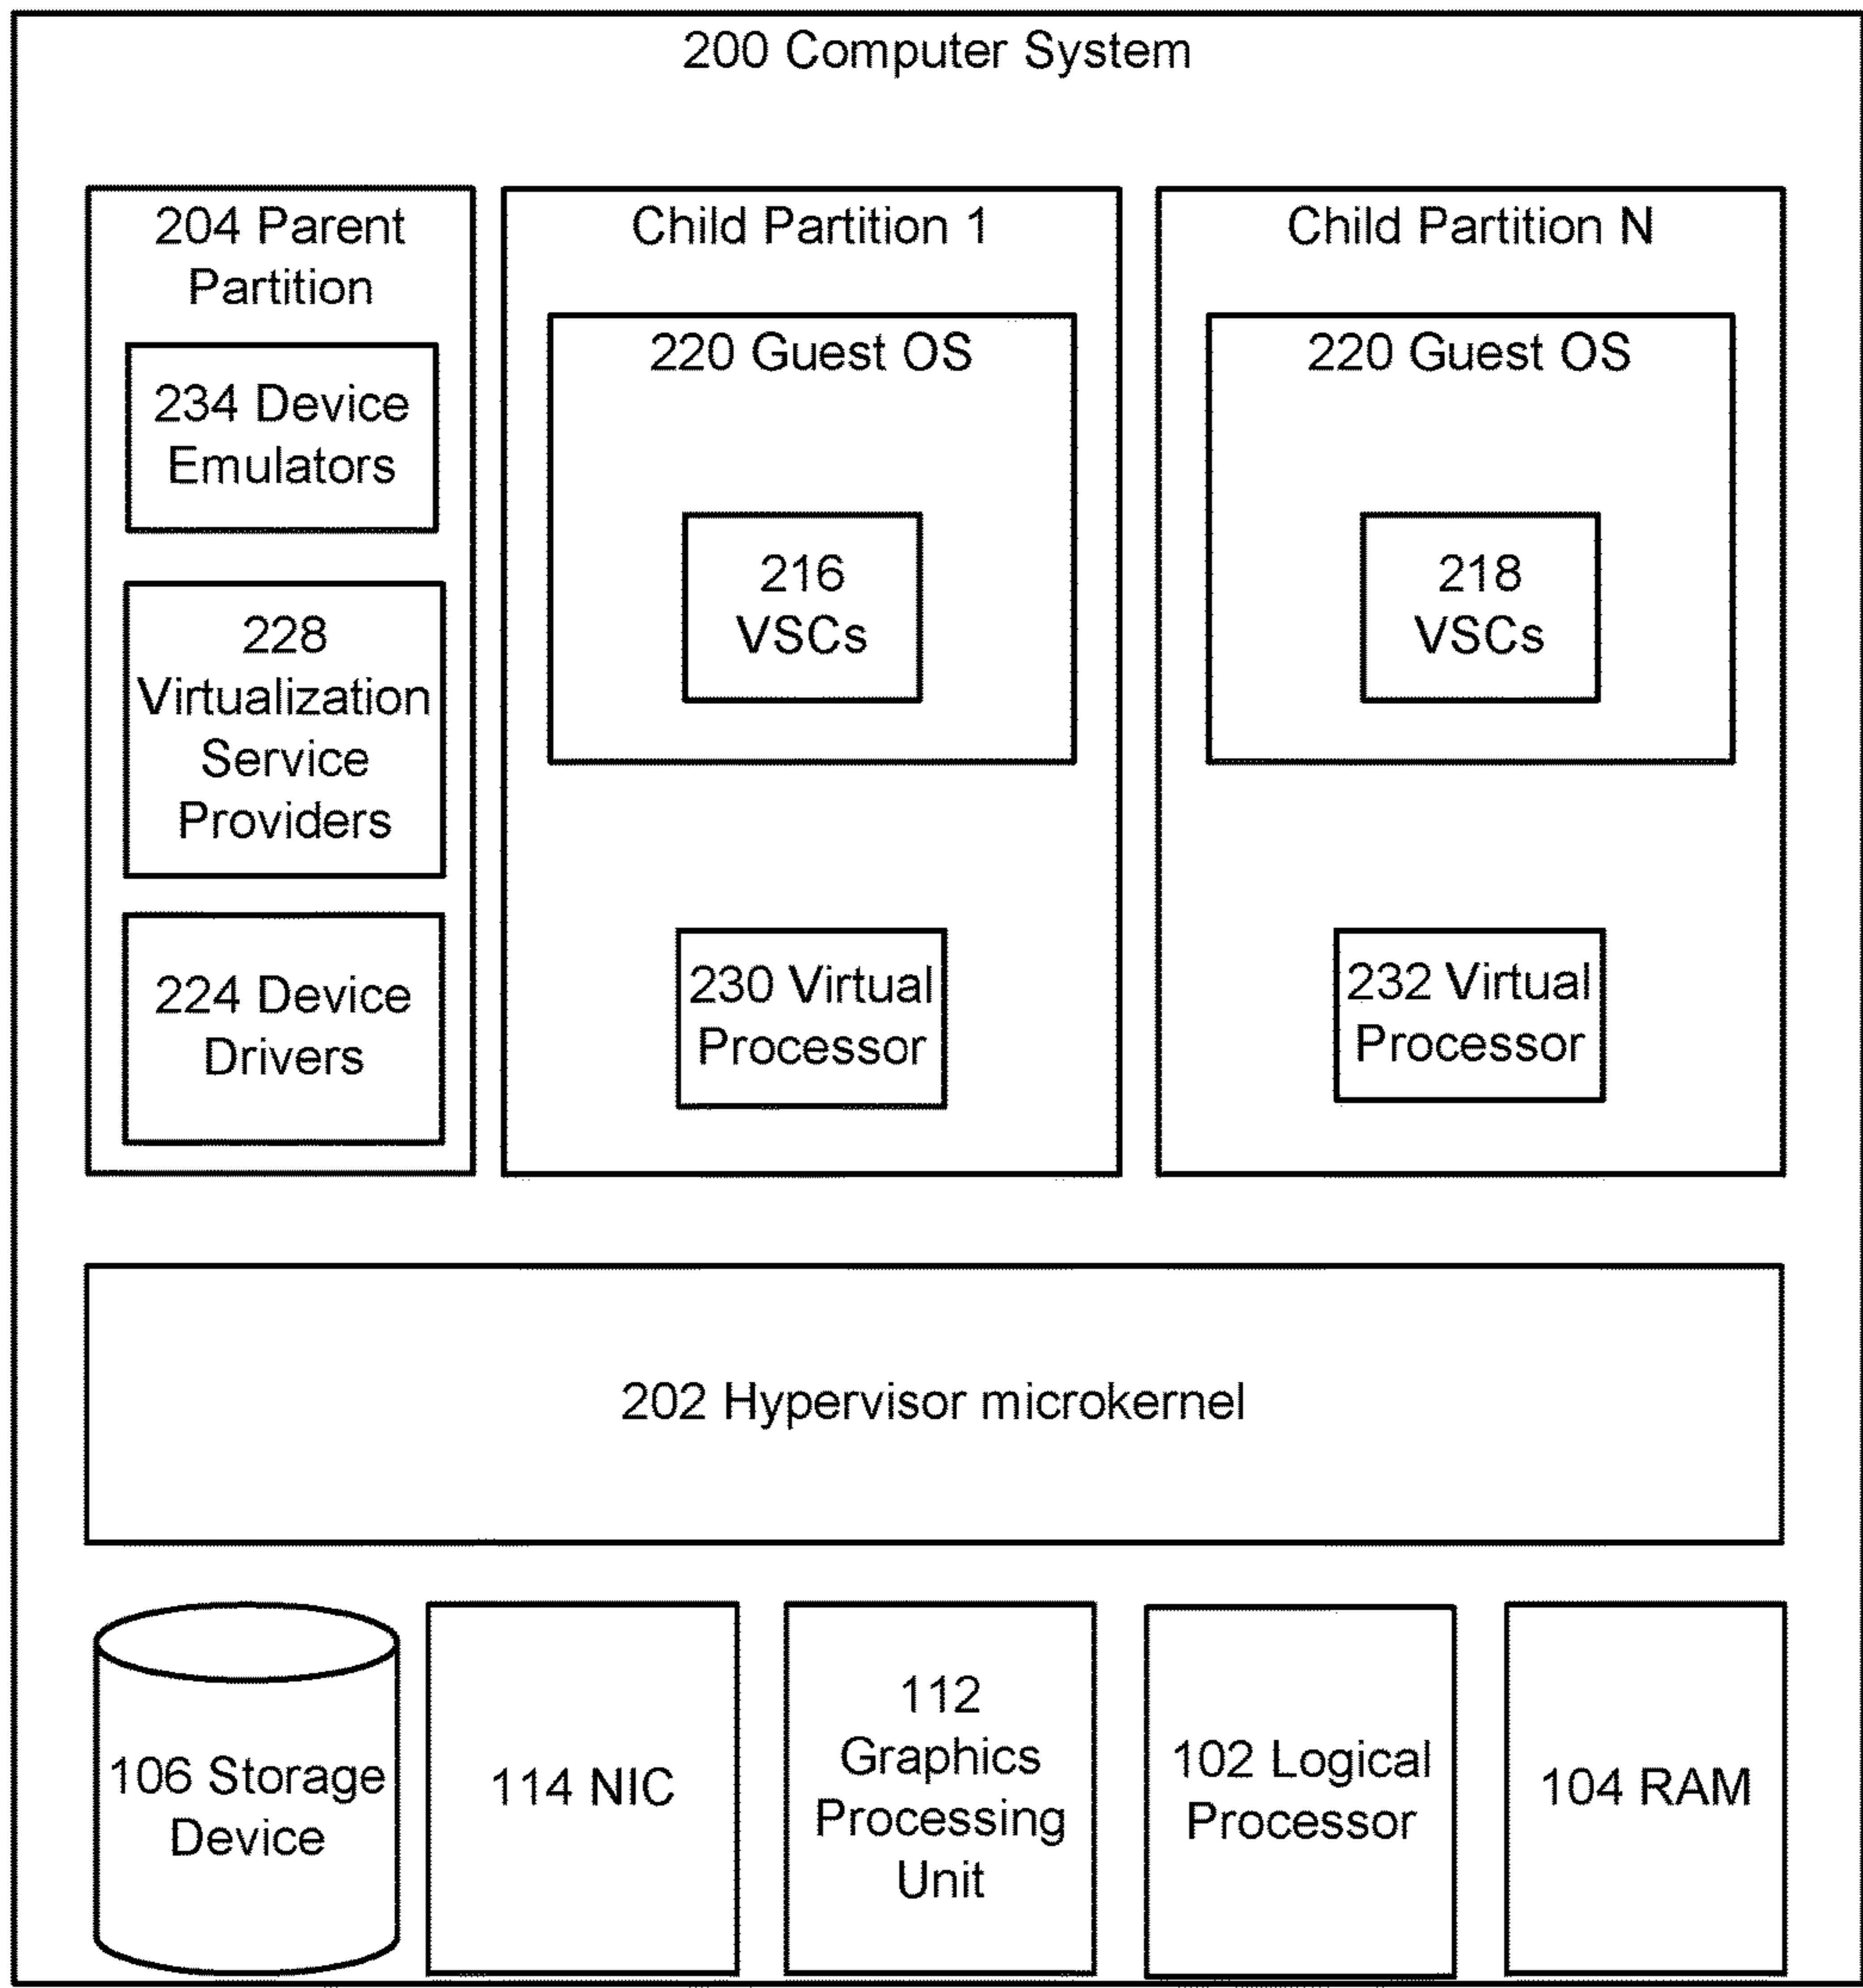 200 Computer System
204 Parent
Partition
234 Device
Emulators
228
Virtualization
Service
Providers
224 Device
Drivers
Child Partition 1
220 Guest OS
216
VSCs
230 Virtual
Processor
Child Partition N
220 Guest OS
218
VSCs
232 Virtual
Processor
202 Hypervisor microkernel
106 Storage
Device
114 NIC
112
Graphics
Processing
Unit
102 Logical
Processor
104 RAM